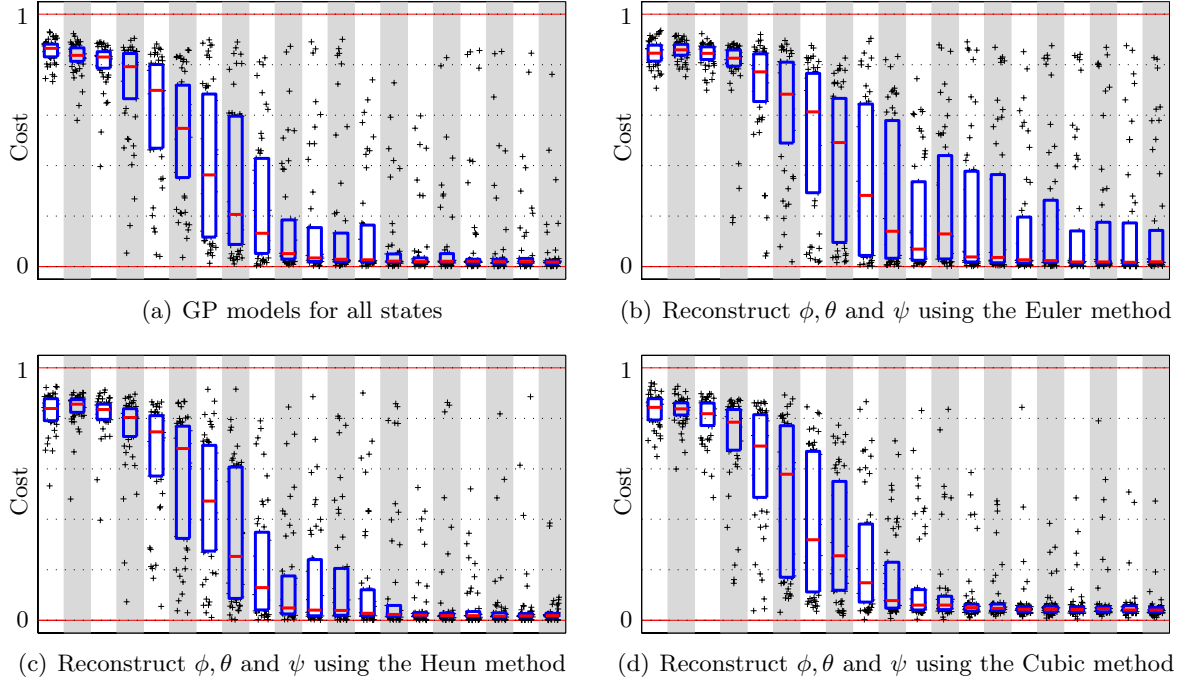 1
Cost
0
(a) GP models for all states
1
Cost
0
(b) Reconstruct ϕ, θ and ψ using the Euler method
1
Cost
0
(c) Reconstruct ϕ, θ and ψ using the Heun method
1
Cost
0
(d) Reconstruct ϕ, θ and ψ using the Cubic method